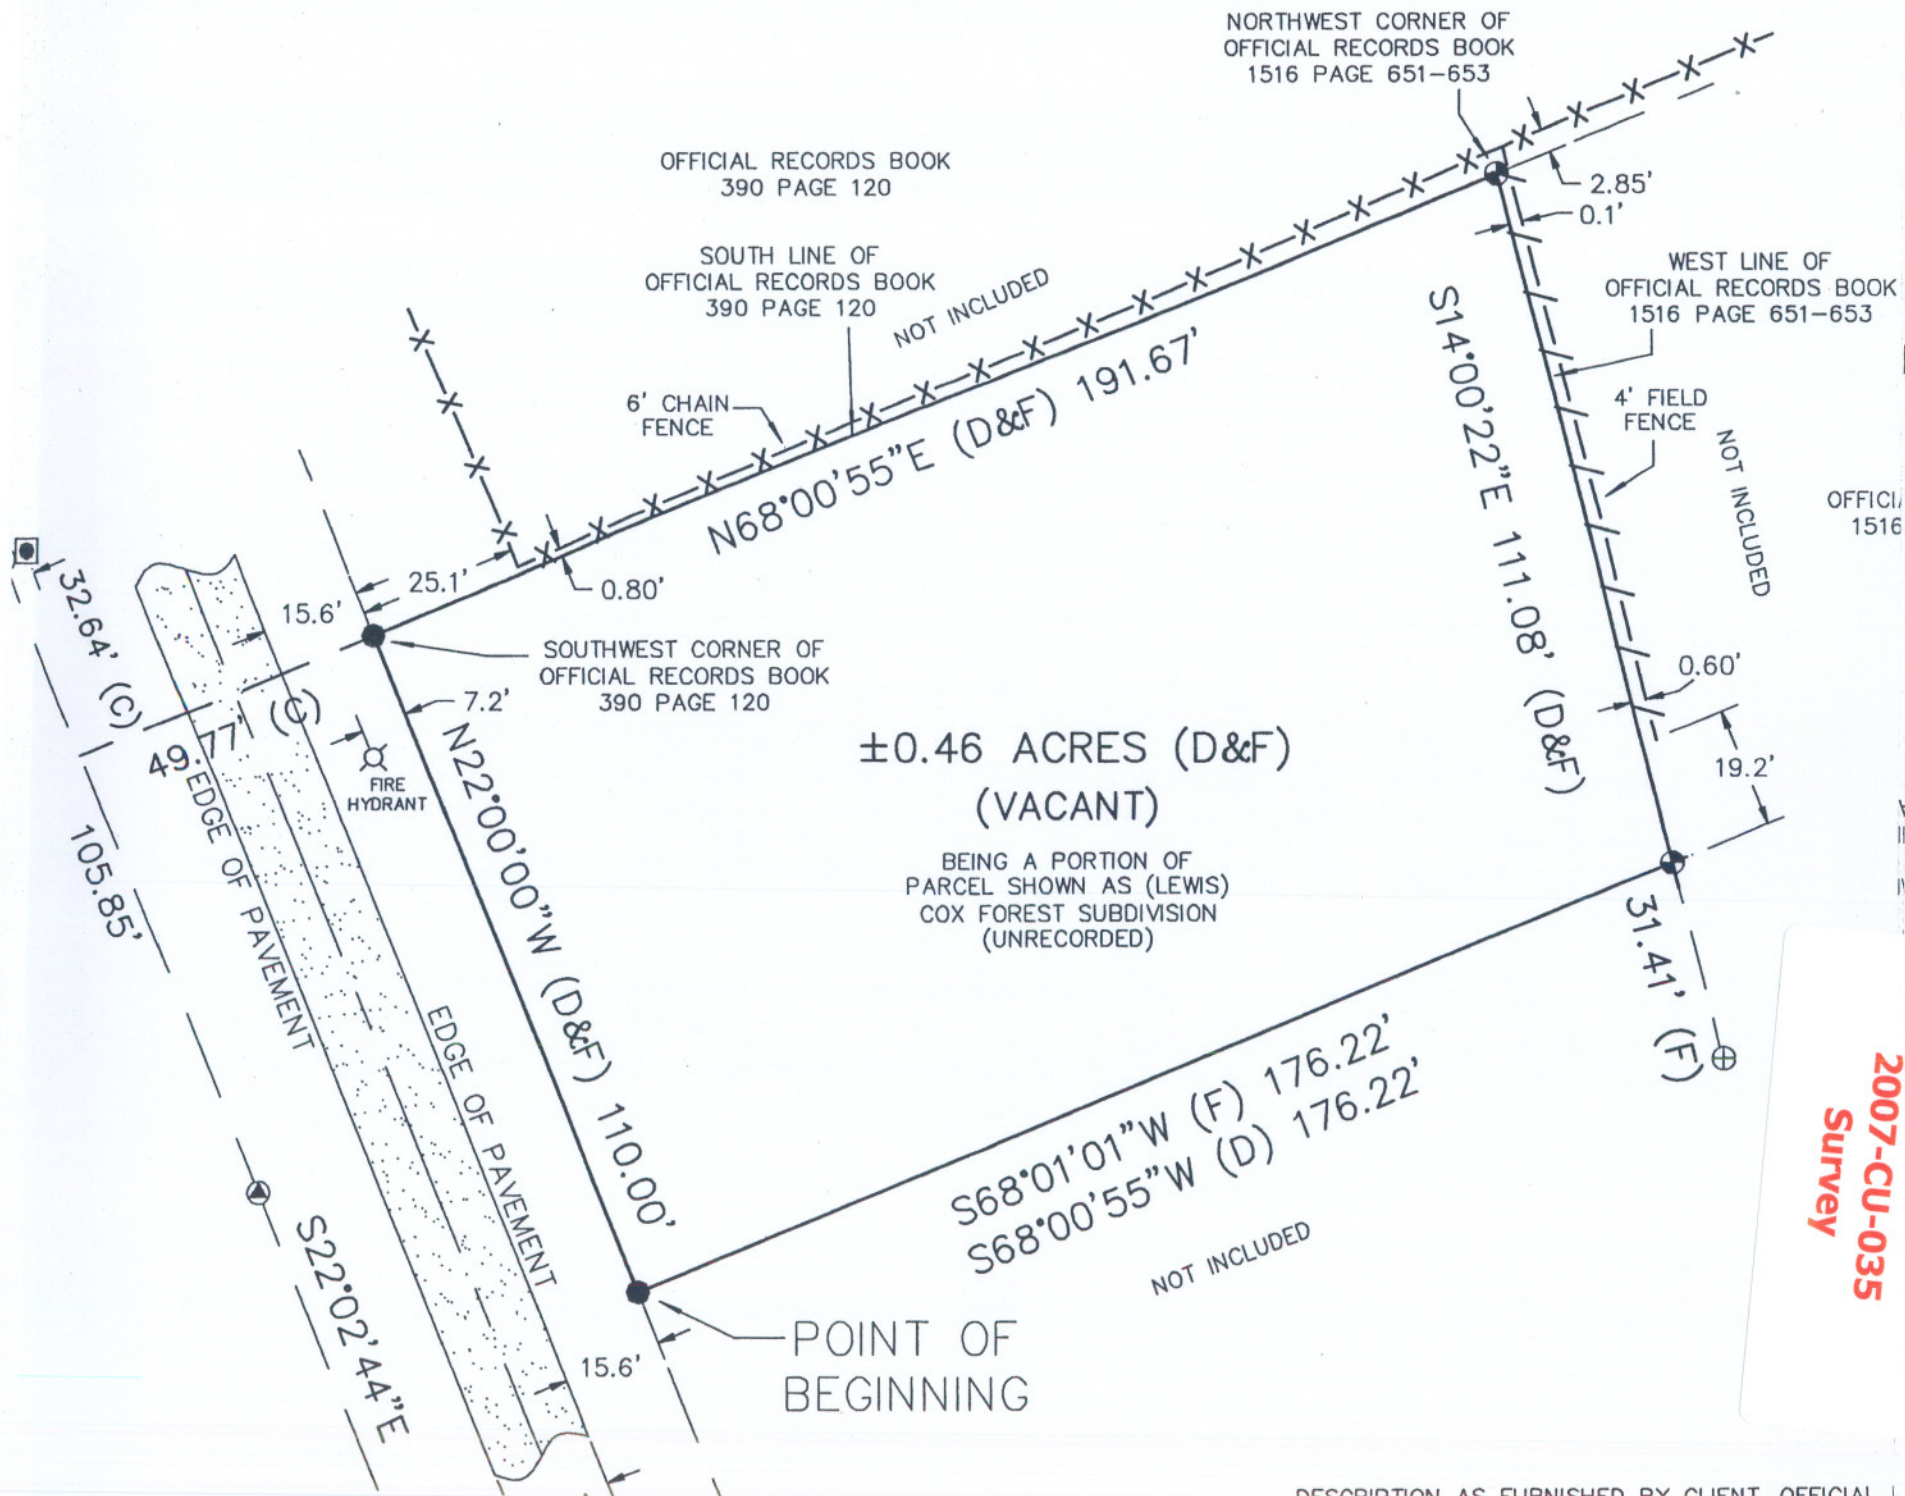 NORTHWEST CORNER OF
OFFICIAL RECORDS BOOK
1516 PAGE 651-653
OFFICIAL RECORDS BOOK
390 PAGE 120
2.85'
0.1'
SOUTH LINE OF
OFFICIAL RECORDS BOOK
390 PAGE 120
NOT INCLUDED
WEST LINE OF
OFFICIAL RECORDS BOOK
1516 PAGE 651-653
6' CHAIN
FENCE
N68°00'55"E (D&F) 191.67'
S14°00'22"E 111.08' (D&F)
4' FIELD
FENCE
NOT INCLUDED
1516
25.1'
0.80'
15.6'
32.64' (C)
SOUTHWEST CORNER OF
OFFICIAL RECORDS BOOK
390 PAGE 120
7.2'
0.60'
19.2'
49.77' (C)
FIRE
HYDRANT
N22°00'00"W (D&F) 110.00'
±0.46 ACRES (D&F)
(VACANT)
BEING A PORTION OF
PARCEL SHOWN AS (LEWIS)
COX FOREST SUBDIVISION
(UNRECORDED)
105.85'
EDGE OF PAVEMENT
EDGE OF PAVEMENT
31.41' (F)
S68°01'01"W (F) 176.22'
S68°00'55"W (D) 176.22'
NOT INCLUDED
2007-CU-035
Survey
S22°02'44"E
15.6'
POINT OF
BEGINNING
DESCRIPTION AS FURNISHED BY CLIENT OFFICIAL